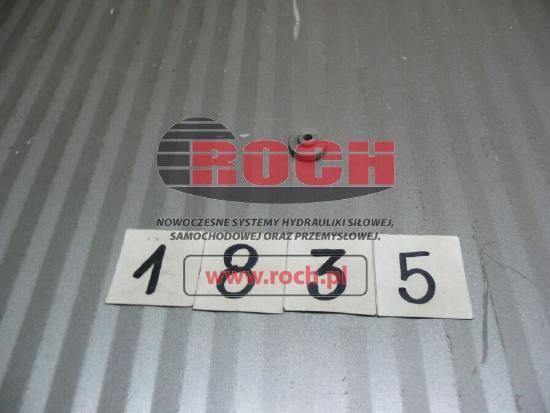 ROCH
NOWOCZESNE SYSTEMY HYDRAULIKI SIŁOWEJ,
SAMOCHODOWEJ ORAZ PRZEMYSŁOWEJ.
1 8 3 5
www.roch.pl